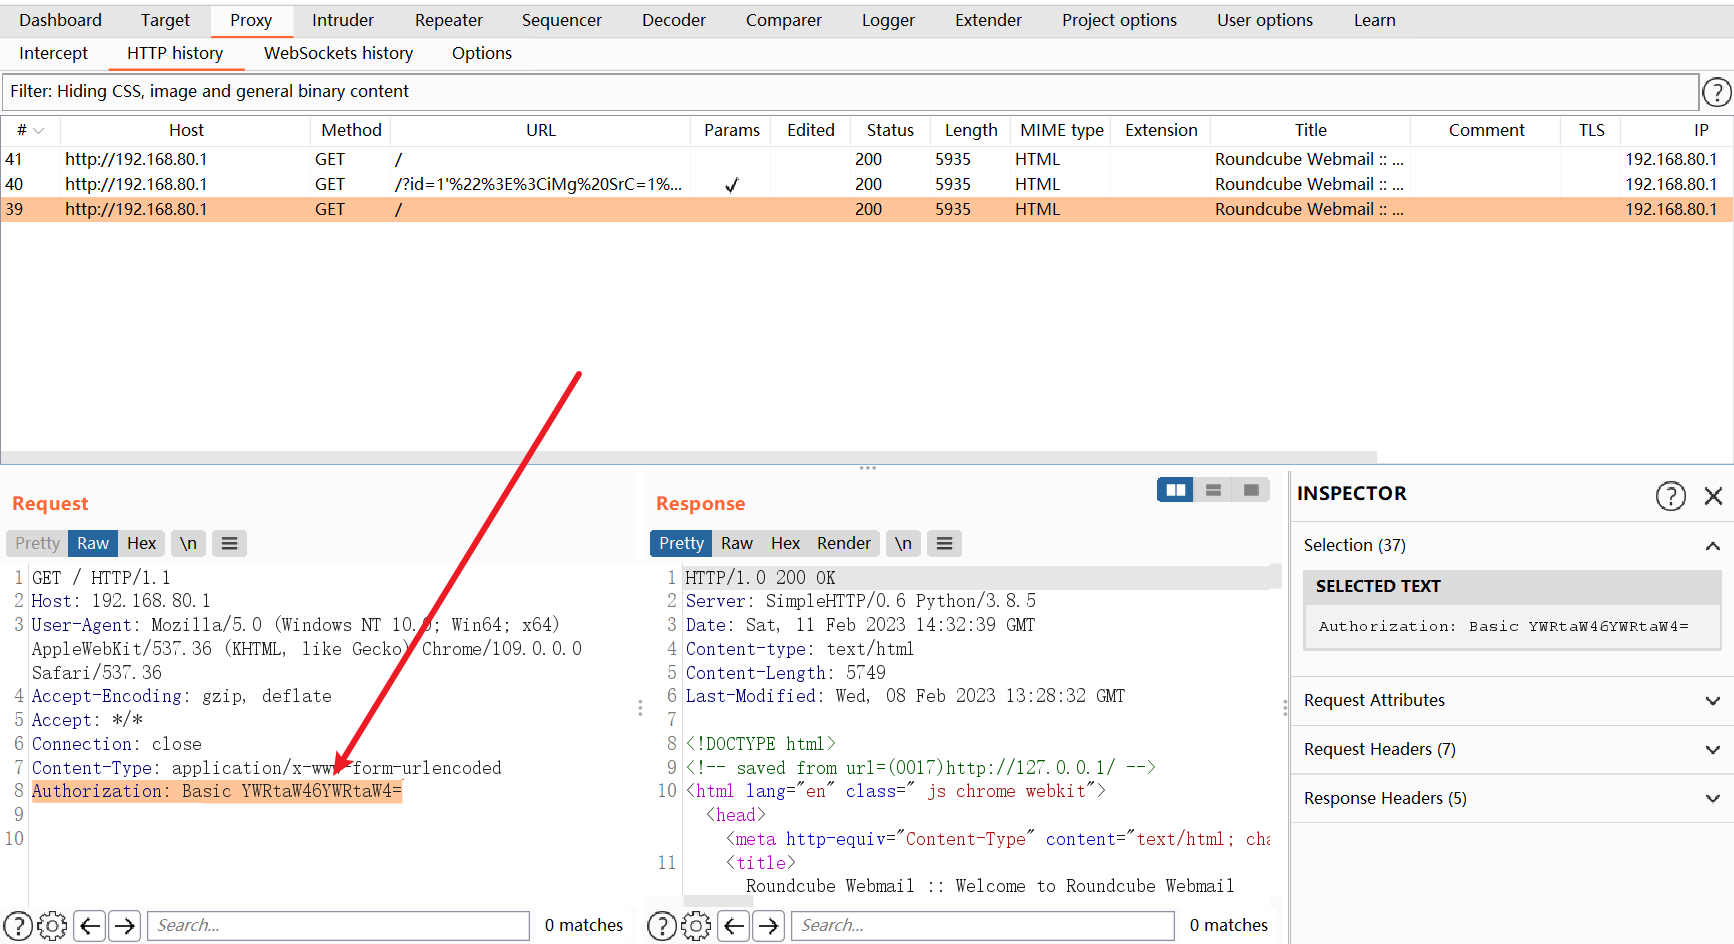 Dashboard Target Proxy Intruder Repeater Sequencer Decoder Comparer Logger Extender Project options User options Learn
Intercept HTTP history WebSockets history Options
Filter: Hiding CSS, image and general binary content
# Host Method URL Params Edited Status Length MIME type Extension Title Comment TLS IP
41 http://192.168.80.1 GET / 200 5935 HTML Roundcube Webmail :: ... 192.168.80.1
40 http://192.168.80.1 GET /?id=1'%22%3E%3CiMg%20SrC=1%... ✓ 200 5935 HTML Roundcube Webmail :: ... 192.168.80.1
39 http://192.168.80.1 GET / 200 5935 HTML Roundcube Webmail :: ... 192.168.80.1
Request
Pretty Raw Hex \n
1 GET / HTTP/1.1
2 Host: 192.168.80.1
3 User-Agent: Mozilla/5.0 (Windows NT 10.0; Win64; x64)
AppleWebKit/537.36 (KHTML, like Gecko) Chrome/109.0.0.0
Safari/537.36
4 Accept-Encoding: gzip, deflate
5 Accept: */*
6 Connection: close
7 Content-Type: application/x-www-form-urlencoded
8 Authorization: Basic YWRtaW46YWRtaW4=
9
10
Search... 0 matches
Response
Pretty Raw Hex Render \n
1 HTTP/1.0 200 OK
2 Server: SimpleHTTP/0.6 Python/3.8.5
3 Date: Sat, 11 Feb 2023 14:32:39 GMT
4 Content-type: text/html
5 Content-Length: 5749
6 Last-Modified: Wed, 08 Feb 2023 13:28:32 GMT
7
8 <!DOCTYPE html>
9 <!-- saved from url=(0017)http://127.0.0.1/ -->
10 <html lang="en" class=" js chrome webkit">
<head>
<meta http-equiv="Content-Type" content="text/html; cha
11 <title>
Roundcube Webmail :: Welcome to Roundcube Webmail
Search... 0 matches
INSPECTOR
Selection (37)
SELECTED TEXT
Authorization: Basic YWRtaW46YWRtaW4=
Request Attributes
Request Headers (7)
Response Headers (5)